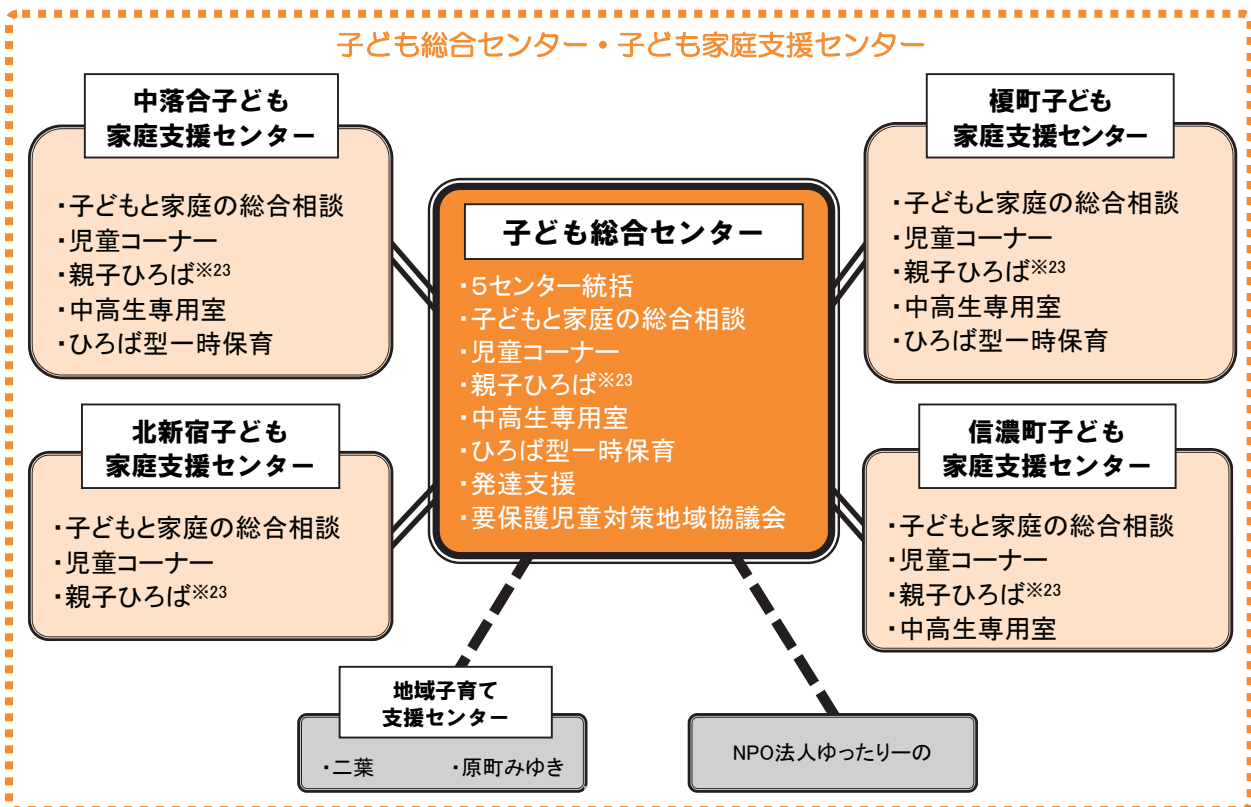 子ども総合センター・子ども家庭支援センター
中落合子ども
家庭支援センター
・子どもと家庭の総合相談
・児童コーナー
・親子ひろば※23
・中高生専用室
・ひろば型一時保育
榎町子ども
家庭支援センター
・子どもと家庭の総合相談
・児童コーナー
・親子ひろば※23
・中高生専用室
・ひろば型一時保育
子ども総合センター
・5センター統括
・子どもと家庭の総合相談
・児童コーナー
・親子ひろば※23
・中高生専用室
・ひろば型一時保育
・発達支援
・要保護児童対策地域協議会
北新宿子ども
家庭支援センター
・子どもと家庭の総合相談
・児童コーナー
・親子ひろば※23
信濃町子ども
家庭支援センター
・子どもと家庭の総合相談
・児童コーナー
・親子ひろば※23
・中高生専用室
地域子育て
支援センター
・二葉 ・原町みゆき
NPO法人ゆったりーの